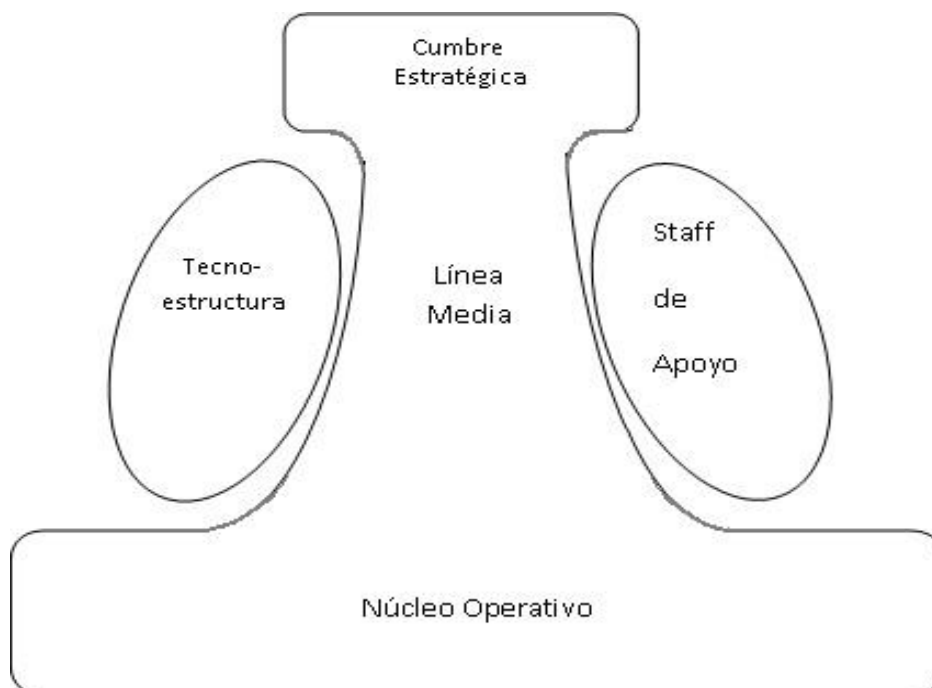 Cumbre
Estratégica
Tecno-
estructura
Línea
Media
Staff
de
Apoyo
Núcleo Operativo